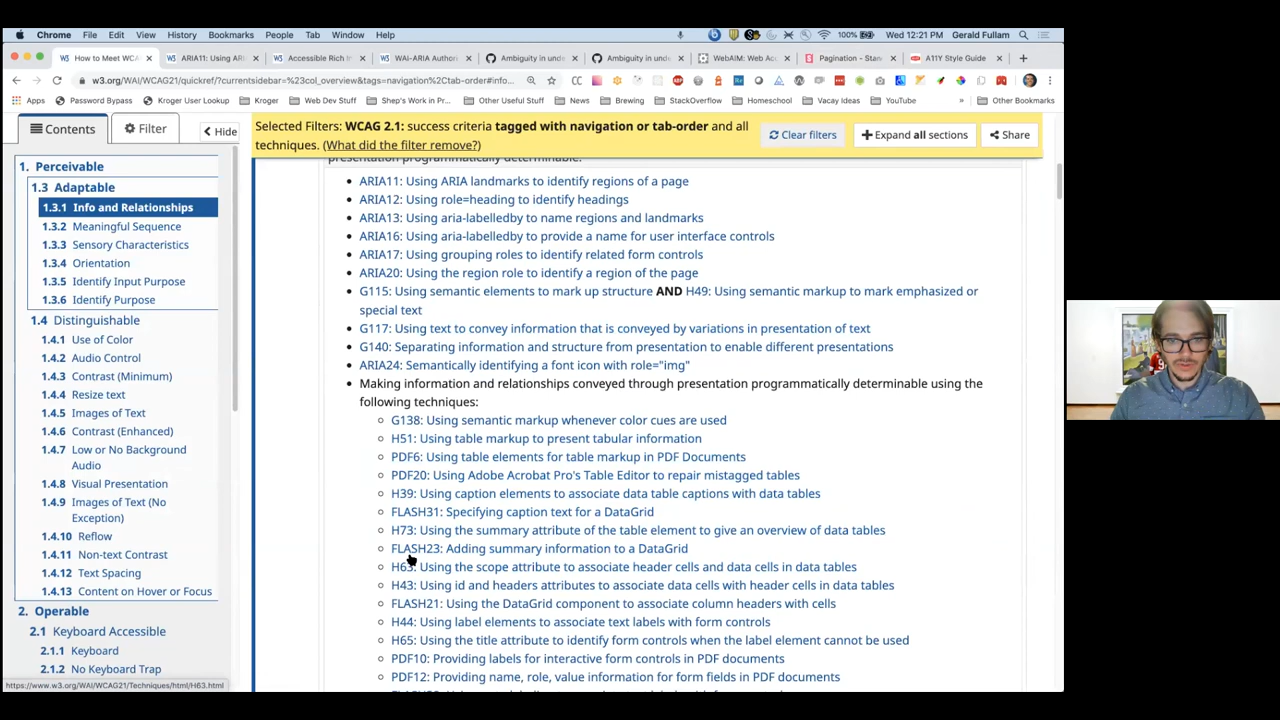 Chrome File Edit View History Bookmarks People Tab Window Help 100% Wed 12:21 PM Gerald Fullam
How to Meet WCA
ARIA11: Using ARI
Accessible Rich In
WAI-ARIA Author
Ambiguity in und
Ambiguity in und
WebAIM: Web Ac
Pagination - Stan
A11Y Style Guide
w3.org/WAI/WCAG21/quickref/?currentsidebar=%23col_overview&tags=navigation%2Ctab-order#info...
Apps Password Bypass Kroger User Lookup Kroger Web Dev Stuff Shep's Work in Pr... Other Useful Stuff News Brewing StackOverflow Homeschool Vacay Ideas YouTube » Other Bookmarks
Contents Filter Hide
Selected Filters: WCAG 2.1: success criteria tagged with navigation or tab-order and all
techniques. (What did the filter remove?)
Clear filters Expand all sections Share
1. Perceivable
1.3 Adaptable
1.3.1 Info and Relationships
1.3.2 Meaningful Sequence
1.3.3 Sensory Characteristics
1.3.4 Orientation
1.3.5 Identify Input Purpose
1.3.6 Identify Purpose
1.4 Distinguishable
1.4.1 Use of Color
1.4.2 Audio Control
1.4.3 Contrast (Minimum)
1.4.4 Resize text
1.4.5 Images of Text
1.4.6 Contrast (Enhanced)
1.4.7 Low or No Background
Audio
1.4.8 Visual Presentation
1.4.9 Images of Text (No
Exception)
1.4.10 Reflow
1.4.11 Non-text Contrast
1.4.12 Text Spacing
1.4.13 Content on Hover or Focus
2. Operable
2.1 Keyboard Accessible
2.1.1 Keyboard
2.1.2 No Keyboard Trap
https://www.w3.org/WAI/WCAG21/Techniques/html/H63.html
presentation programmatically determinable:
ARIA11: Using ARIA landmarks to identify regions of a page
ARIA12: Using role=heading to identify headings
ARIA13: Using aria-labelledby to name regions and landmarks
ARIA16: Using aria-labelledby to provide a name for user interface controls
ARIA17: Using grouping roles to identify related form controls
ARIA20: Using the region role to identify a region of the page
G115: Using semantic elements to mark up structure AND H49: Using semantic markup to mark emphasized or
special text
G117: Using text to convey information that is conveyed by variations in presentation of text
G140: Separating information and structure from presentation to enable different presentations
ARIA24: Semantically identifying a font icon with role="img"
Making information and relationships conveyed through presentation programmatically determinable using the
following techniques:
G138: Using semantic markup whenever color cues are used
H51: Using table markup to present tabular information
PDF6: Using table elements for table markup in PDF Documents
PDF20: Using Adobe Acrobat Pro's Table Editor to repair mistagged tables
H39: Using caption elements to associate data table captions with data tables
FLASH31: Specifying caption text for a DataGrid
H73: Using the summary attribute of the table element to give an overview of data tables
FLASH23: Adding summary information to a DataGrid
H63: Using the scope attribute to associate header cells and data cells in data tables
H43: Using id and headers attributes to associate data cells with header cells in data tables
FLASH21: Using the DataGrid component to associate column headers with cells
H44: Using label elements to associate text labels with form controls
H65: Using the title attribute to identify form controls when the label element cannot be used
PDF10: Providing labels for interactive form controls in PDF documents
PDF12: Providing name, role, value information for form fields in PDF documents